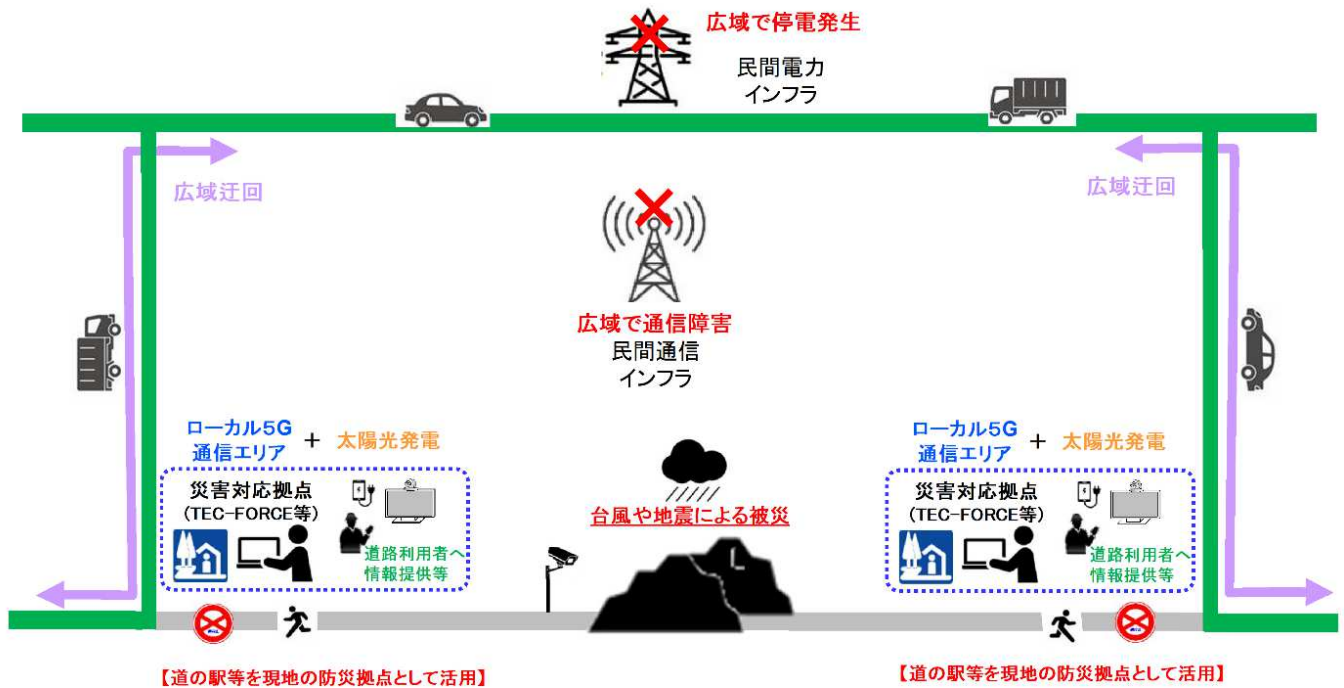 広域で停電発生
民間電力
インフラ
広域迂回
広域迂回
広域で通信障害
民間通信
インフラ
ローカル5G
通信エリア
+
太陽光発電
災害対応拠点
(TEC-FORCE等)
道路利用者へ
情報提供等
台風や地震による被災
ローカル5G
通信エリア
+
太陽光発電
災害対応拠点
(TEC-FORCE等)
道路利用者へ
情報提供等
【道の駅等を現地の防災拠点として活用】
【道の駅等を現地の防災拠点として活用】